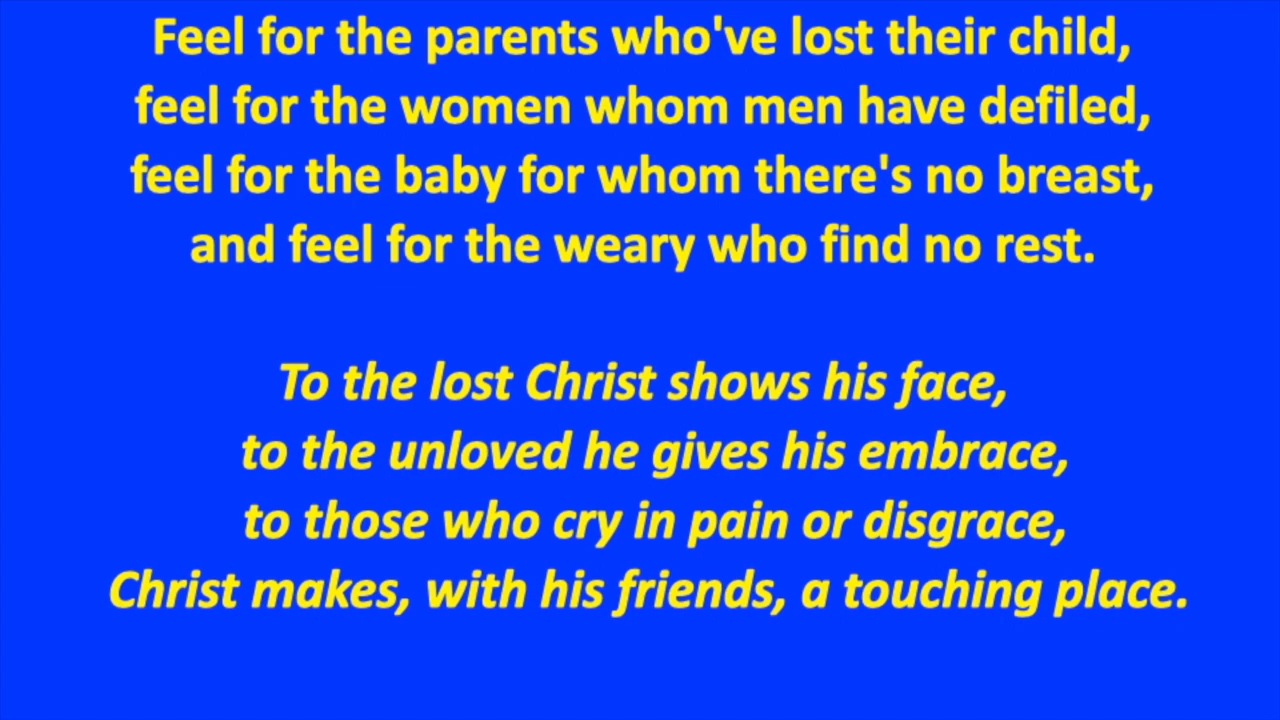 Feel for the parents who've lost their child,
feel for the women whom men have defiled,
feel for the baby for whom there's no breast,
and feel for the weary who find no rest.
To the lost Christ shows his face,
to the unloved he gives his embrace,
to those who cry in pain or disgrace,
Christ makes, with his friends, a touching place.